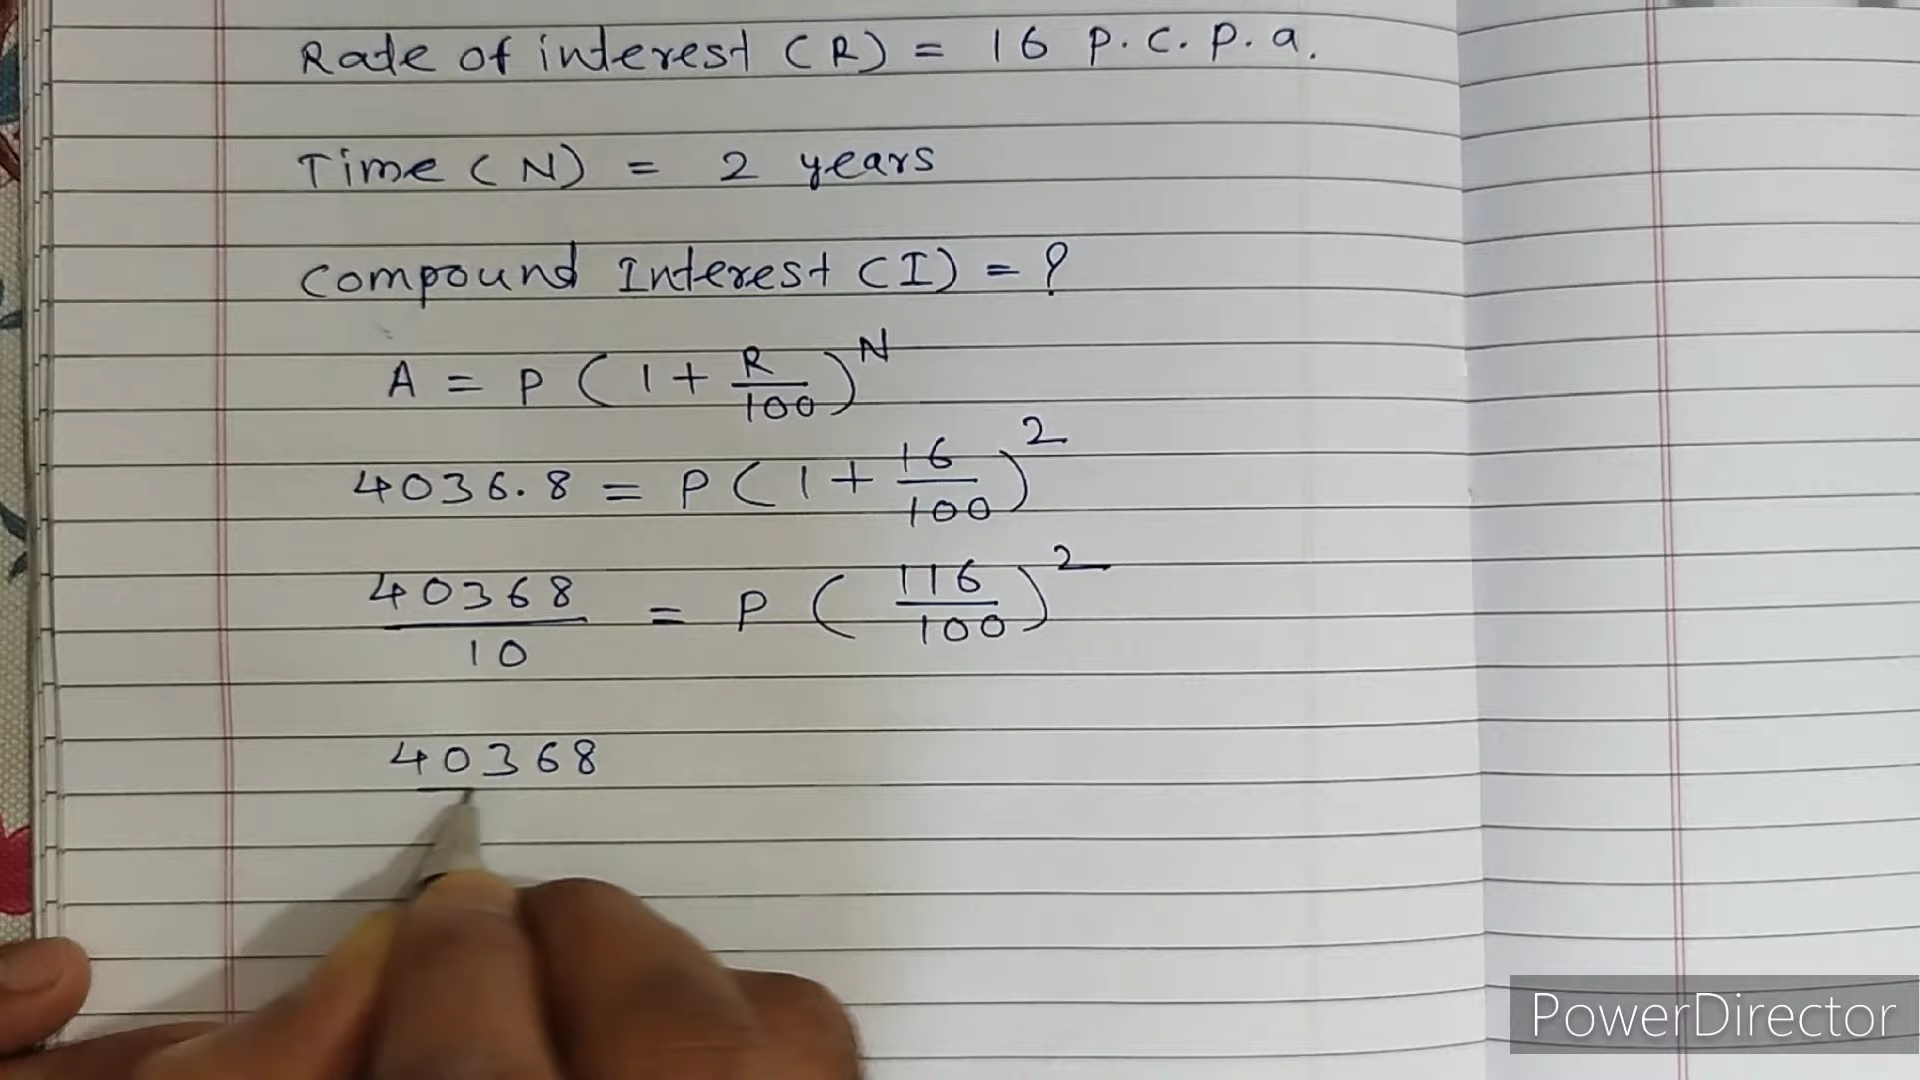 Rate of interest (R) = 16 p.c.p.a.
Time (N) = 2 years
Compound Interest (I) = ?
A = P (1 + R/100)^N
4036.8 = P (1 + 16/100)^2
40368/10 = P (116/100)^2
40368
PowerDirector